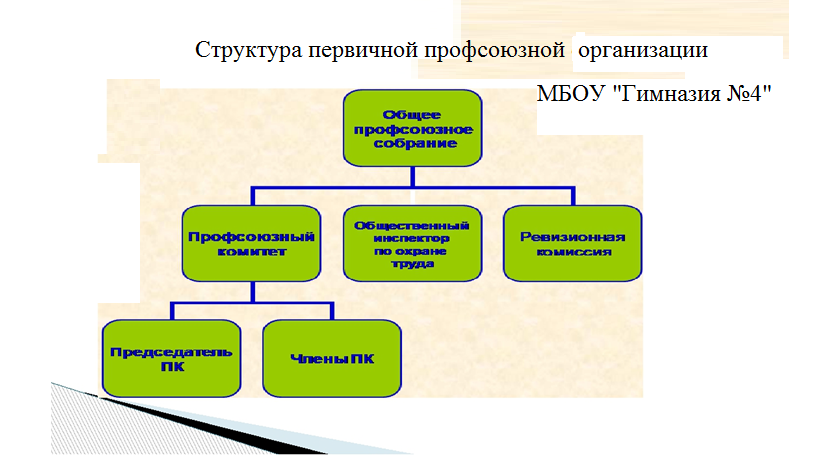 Структура первичной профсоюзной организации
МБОУ "Гимназия №4"
Общее
профсоюзное
собрание
Профсоюзный
комитет
Общественный
инспектор
по охране
труда
Ревизионная
комиссия
Председатель
ПК
Члены ПК